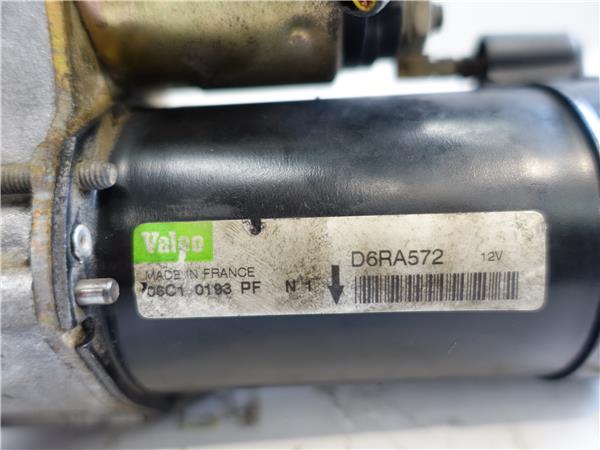 Valeo
MADE IN FRANCE
06C1 0193 PF N 1
D6RA572 12V